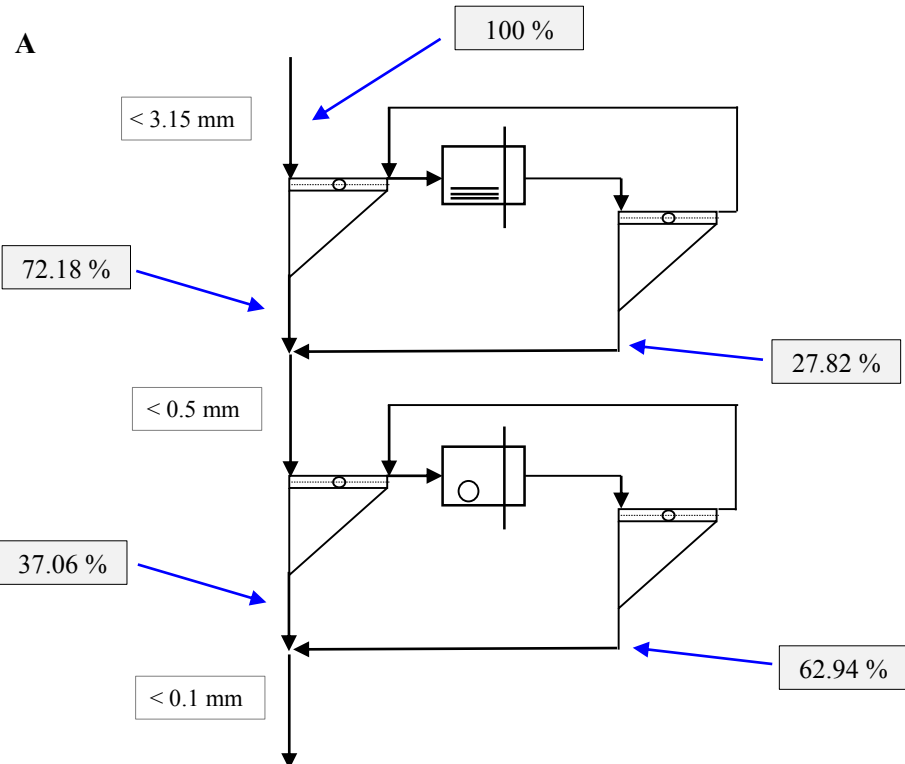 A
100 %
< 3.15 mm
72.18 %
27.82 %
< 0.5 mm
37.06 %
62.94 %
< 0.1 mm